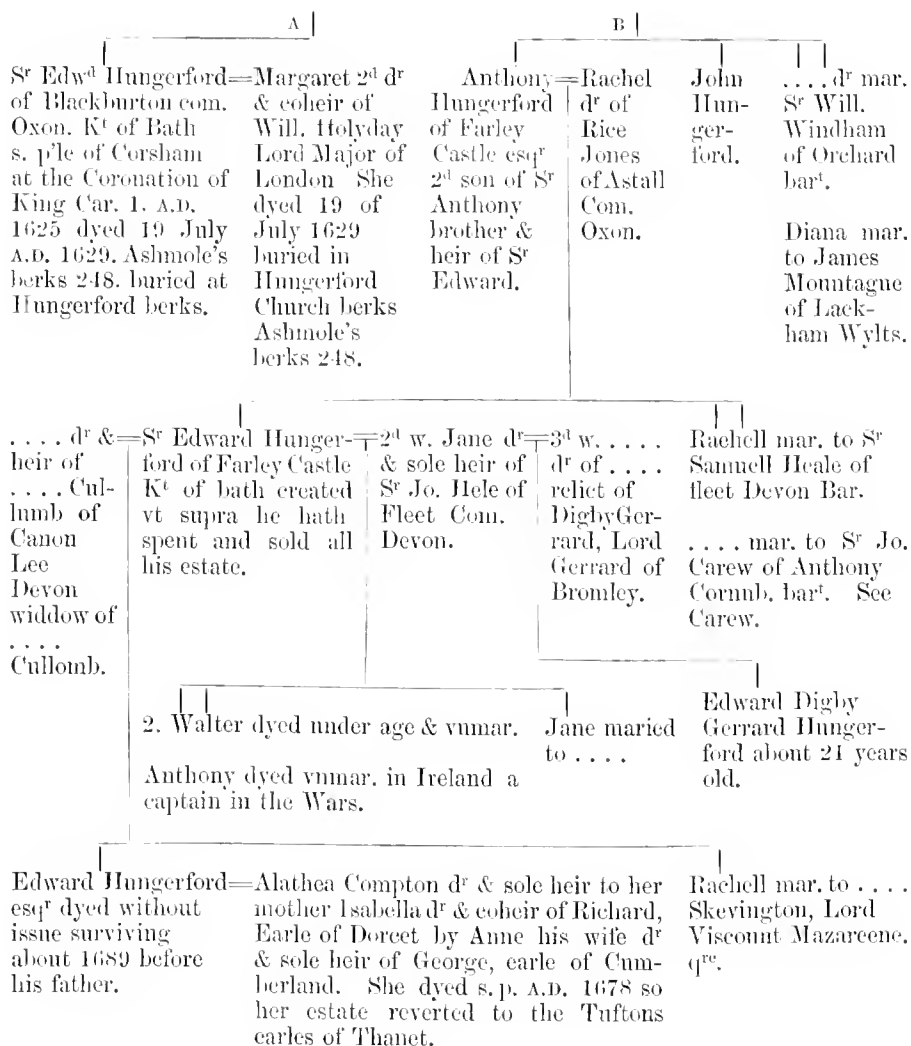 A
B
Sʳ Edwᵈ Hungerford=
of Blackburton com.
Oxon. Kᵗ of Bath
s. p'le of Corsham
at the Coronation of
King Car. 1. A.D.
1625 dyed 19 July
A.D. 1629. Ashmole's
berks 248. buried at
Hungerford berks.
Margaret 2ᵈ dʳ
& coheir of
Will. Holyday
Lord Major of
London She
dyed 19 of
July 1629
buried in
Hungerford
Church berks
Ashmole's
berks 248.
Anthony=
Hungerford
of Farley
Castle esqʳ
2ᵈ son of Sʳ
Anthony
brother &
heir of Sʳ
Edward.
Rachel
dʳ of
Rice
Jones
of Astall
Com.
Oxon.
John
Hun-
ger-
ford.
. . . . dʳ mar.
Sʳ Will.
Windham
of Orchard
barᵗ.
Diana mar.
to James
Mountague
of Lack-
ham Wylts.
. . . . dʳ &=
heir of
. . . . Cul-
lumb of
Canon
Lee
Devon
widdow of
. . . .
Cullomb.
Sʳ Edward Hunger-
ford of Farley Castle
Kᵗ of bath created
vt supra he hath
spent and sold all
his estate.
=2ᵈ w. Jane dʳ=
& sole heir of
Sʳ Jo. Hele of
Fleet Com.
Devon.
3ᵈ w. . . . .
dʳ of . . . .
relict of
DigbyGer-
rard, Lord
Gerrard of
Bromley.
Rachell mar. to Sʳ
Samuell Heale of
fleet Devon Bar.
. . . . mar. to Sʳ Jo.
Carew of Anthony
Cornub. barᵗ. See
Carew.
2. Walter dyed under age & vnmar.
Anthony dyed vnmar. in Ireland a
captain in the Wars.
Jane maried
to . . . .
Edward Digby
Gerrard Hunger-
ford about 21 years
old.
Edward Hungerford=
esqʳ dyed without
issue surviving
about 1689 before
his father.
Alathea Compton dʳ & sole heir to her
mother Isabella dʳ & coheir of Richard,
Earle of Dorcet by Anne his wife dʳ
& sole heir of George, earle of Cum-
berland. She dyed s. p. A.D. 1678 so
her estate reverted to the Tuftons
earles of Thanet.
Rachell mar. to . . . .
Skevington, Lord
Viscount Mazareene.
qʳᵉ.